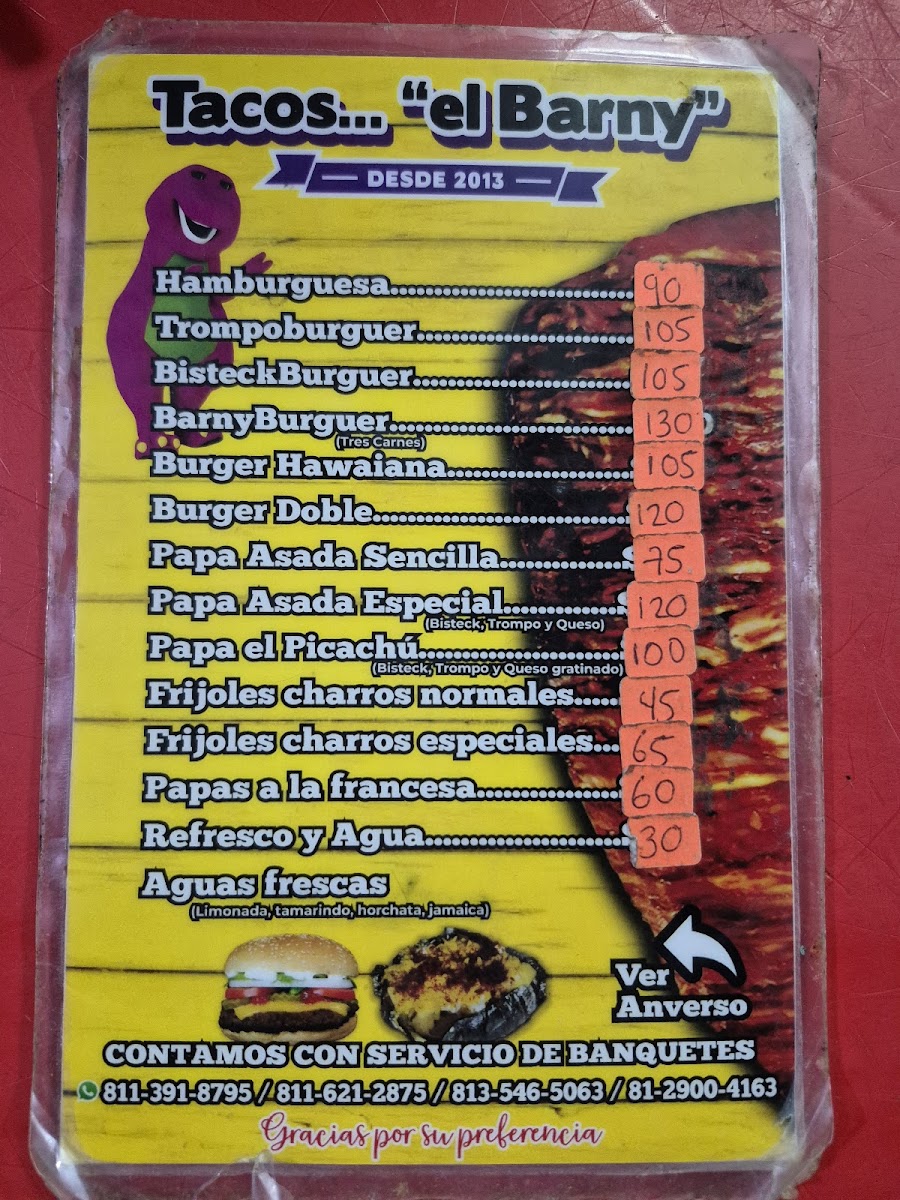 Tacos... “el Barny”
DESDE 2013
Hamburguesa 90
Trompoburguer 105
BisteckBurguer 105
BarnyBurguer 130
(Tres Carnes)
Burger Hawaiana 105
Burger Doble 120
Papa Asada Sencilla $75
Papa Asada Especial $120
(Bisteck, Trompo y Queso)
Papa el Picachú 100
(Bisteck, Trompo y Queso gratinado)
Frijoles charros normales 45
Frijoles charros especiales 65
Papas a la francesa 60
Refresco y Agua $30
Aguas frescas
(Limonada, tamarindo, horchata, jamaica)
Ver
Anverso
CONTAMOS CON SERVICIO DE BANQUETES
811-391-8795 / 811-621-2875 / 813-546-5063 / 81-2900-4163
Gracias por su preferencia